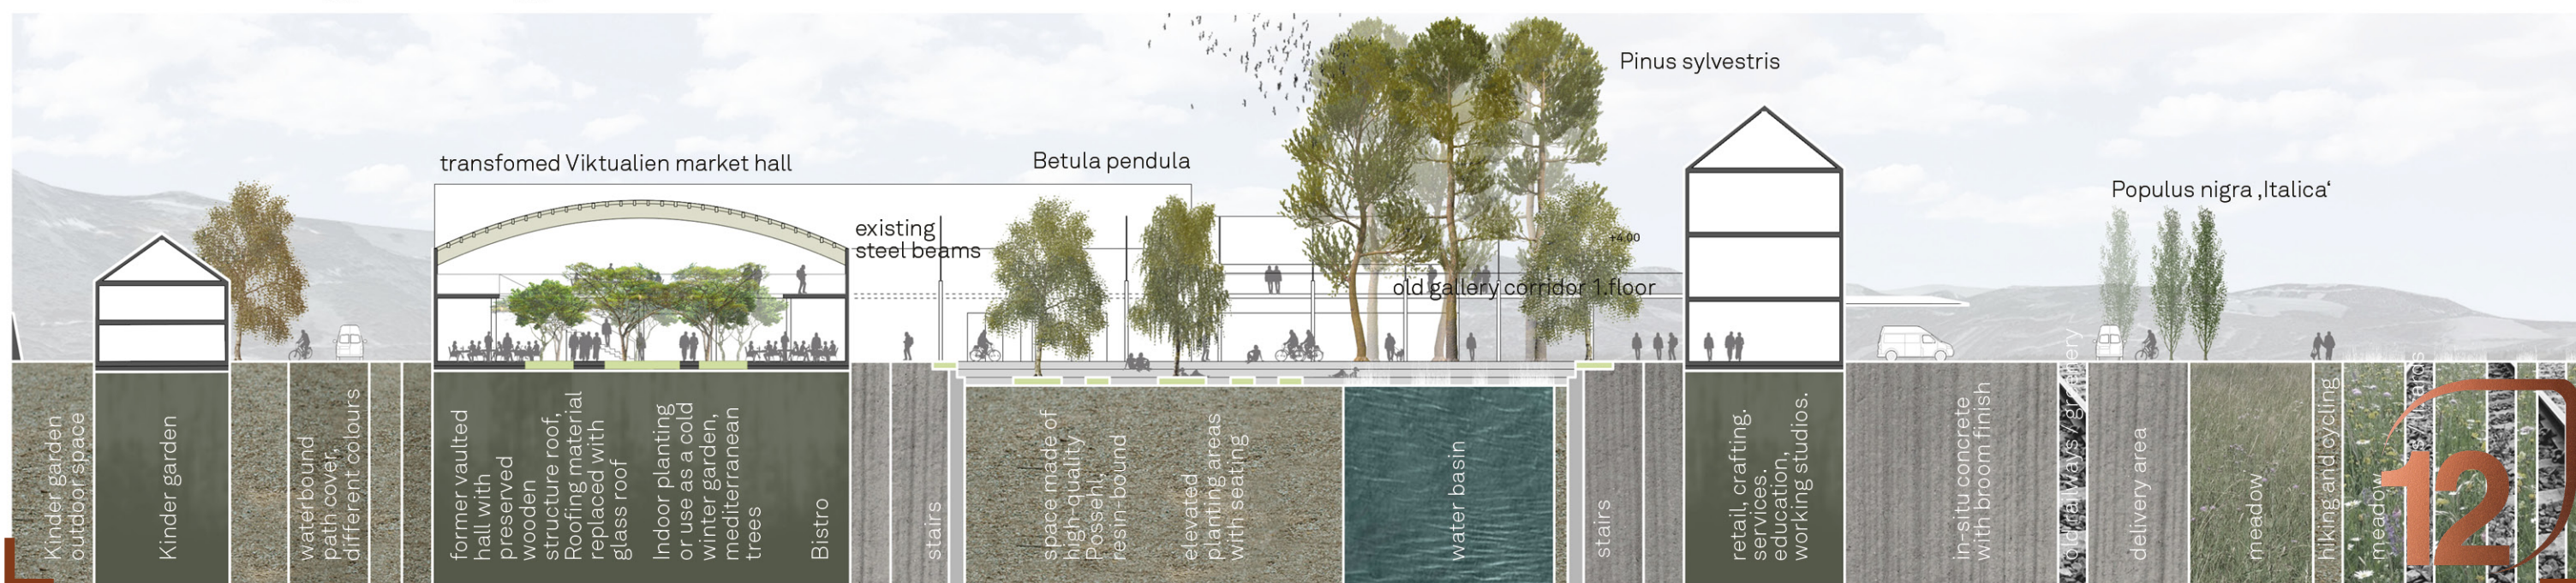 Pinus sylvestris
transfomed Viktualien market hall
Betula pendula
Populus nigra ‚Italica‘
existing
steel beams
+4.00
old gallery corridor 1.floor
Kinder garden
outdoor space
Kinder garden
waterbound
path cover,
different colours
former vaulted
hall with
preserved
wooden
structure roof,
Roofing material
replaced with
glass roof
Indoor planting
or use as a cold
winter garden,
mediterranean
trees
Bistro
stairs
space made of
high-quality
Possehl,
resin-bound
elevated
planting areas
with seating
water basin
stairs
retail, crafting.
services.
education,
working studios.
in-situ concrete
with broom finish
old railways / greenery
delivery area
meadow
hiking and cycling
meadow
12